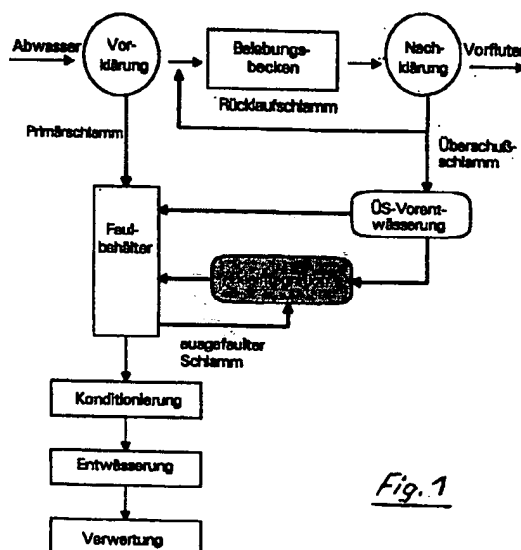 Abwasser
Vor-
klärung
Belebungs-
becken
Nach-
klärung
Vorfluter
Rücklaufschlamm
Primärschlamm
Überschuß-
schlamm
ÜS-Vorent-
wässerung
Faul-
behälter
ausgefaulter
Schlamm
Konditionierung
Entwässerung
Verwertung
Fig. 1